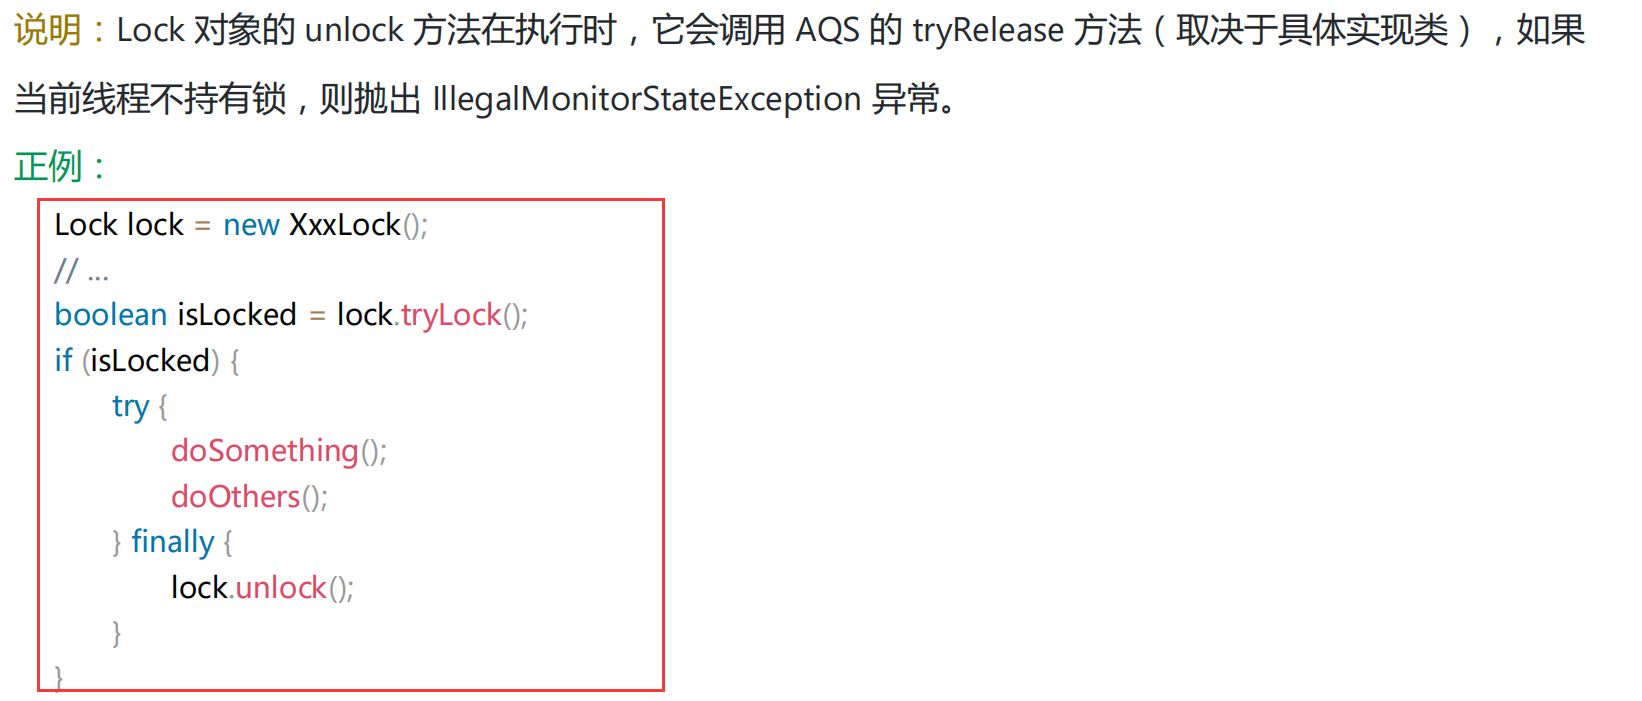 说明：Lock 对象的 unlock 方法在执行时，它会调用 AQS 的 tryRelease 方法（取决于具体实现类），如果
当前线程不持有锁，则抛出 IllegalMonitorStateException 异常。
正例：
Lock lock = new XxxLock();
// ...
boolean isLocked = lock.tryLock();
if (isLocked) {
try {
doSomething();
doOthers();
} finally {
lock.unlock();
}
}